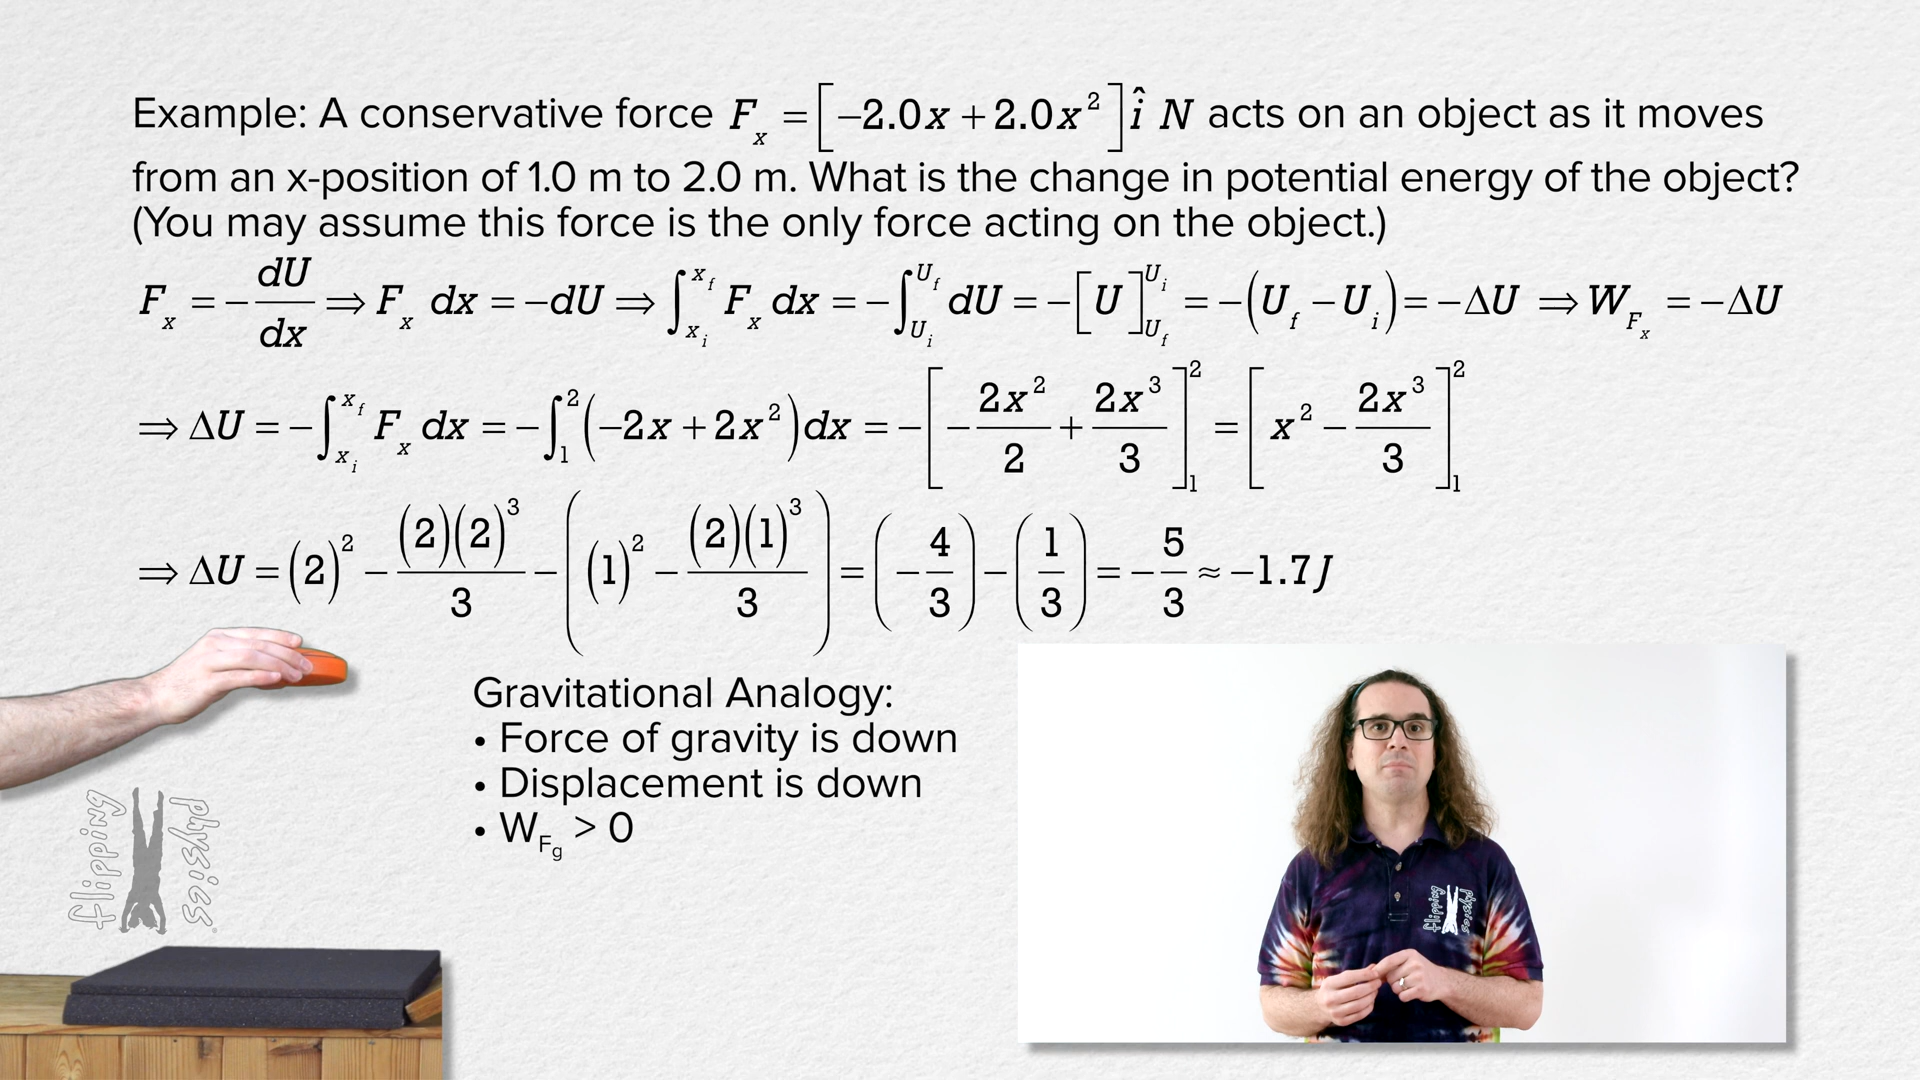 Example: A conservative force F_x = [−2.0x + 2.0x²] î N acts on an object as it moves
from an x-position of 1.0 m to 2.0 m. What is the change in potential energy of the object?
(You may assume this force is the only force acting on the object.)
F_x = −dU/dx ⇒ F_x dx = −dU ⇒ ∫_{x_i}^{x_f} F_x dx = −∫_{U_i}^{U_f} dU = −[U]_{U_f}^{U_i} = −(U_f − U_i) = −ΔU ⇒ W_{F_x} = −ΔU
⇒ ΔU = −∫_{x_i}^{x_f} F_x dx = −∫_1^2 (−2x + 2x²)dx = −[−2x²/2 + 2x³/3]_1^2 = [x² − 2x³/3]_1^2
⇒ ΔU = (2)² − (2)(2)³/3 − ((1)² − (2)(1)³/3) = (−4/3) − (1/3) = −5/3 ≈ −1.7J
Gravitational Analogy:
• Force of gravity is down
• Displacement is down
• W_{F_g} > 0
flipping physics
flipping physics